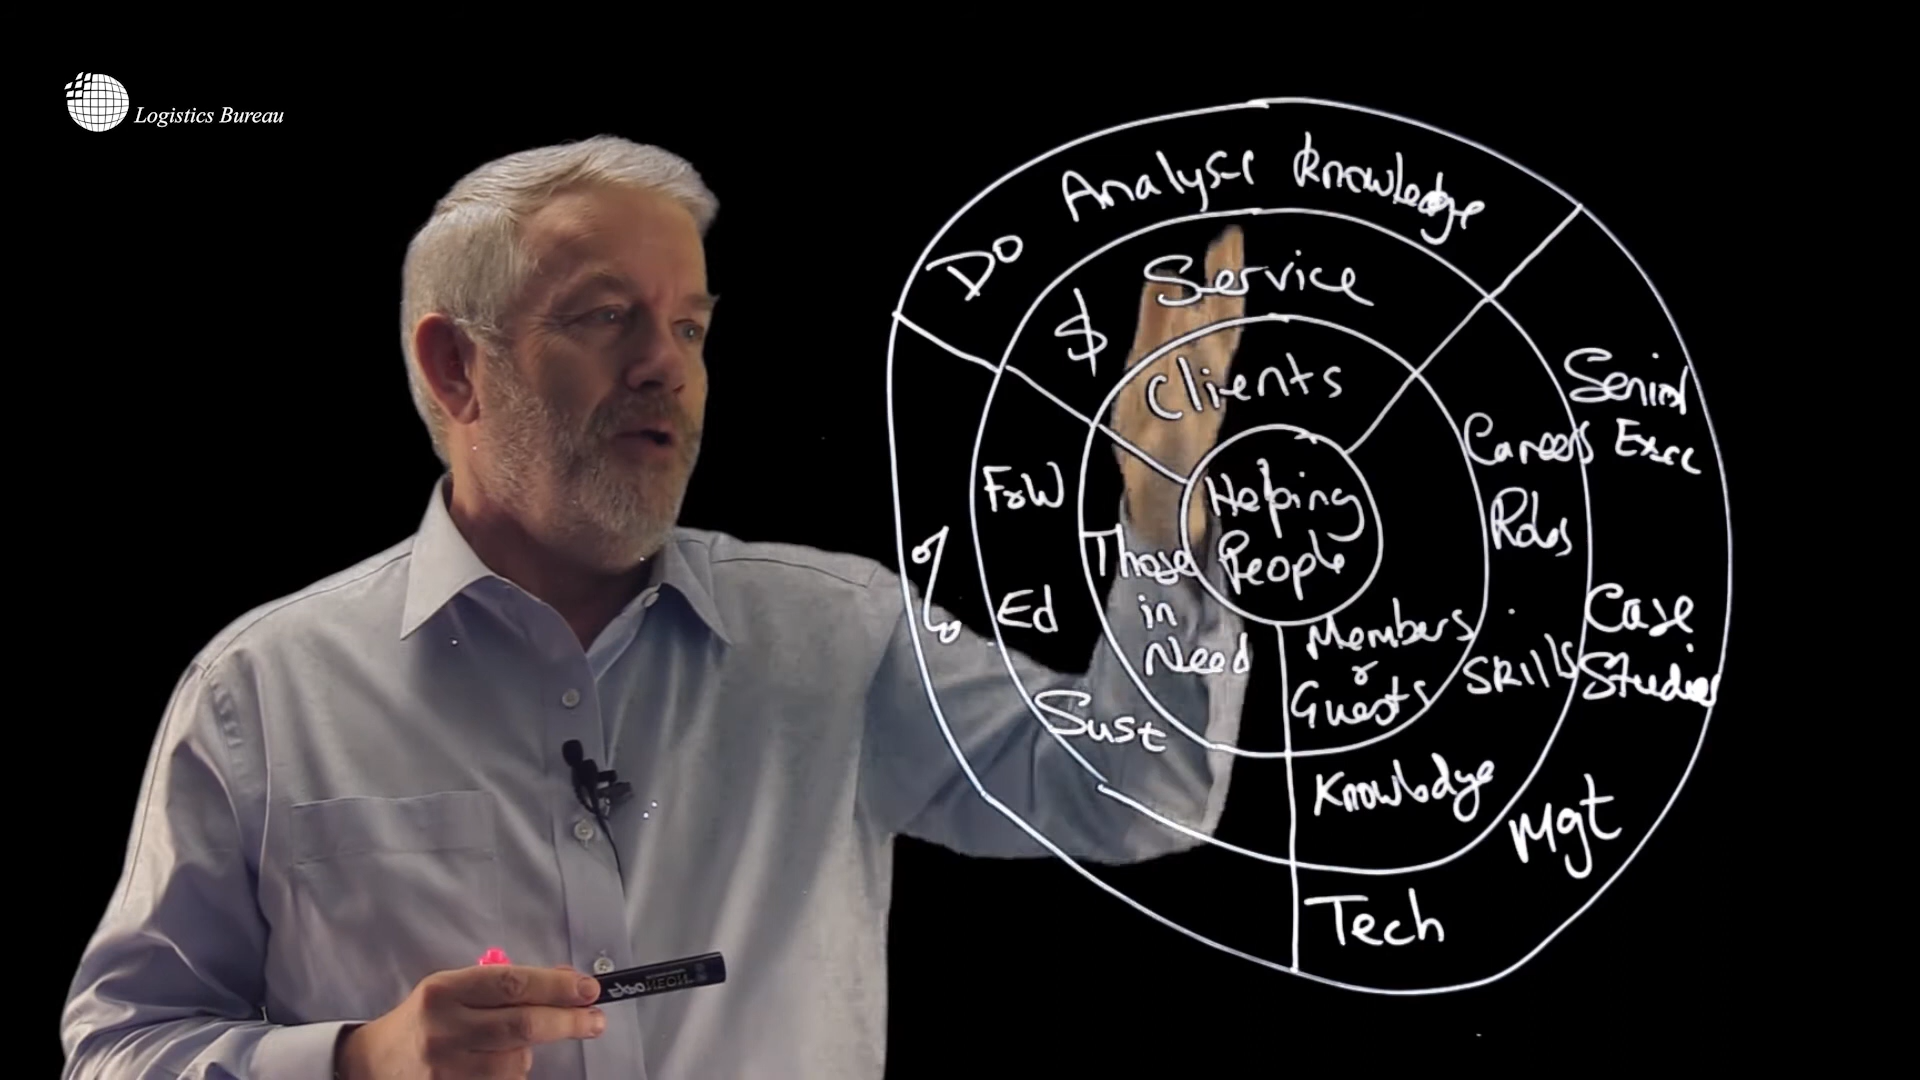 Logistics Bureau
Do Analyse Knowledge
$ Service
Clients
Helping
People
Those
in
Need
Ed
Sust
Members
&
Guests
Careers
Roles
Skills
Knowledge
Senior
Exec
Case
Studies
Mgt
Tech